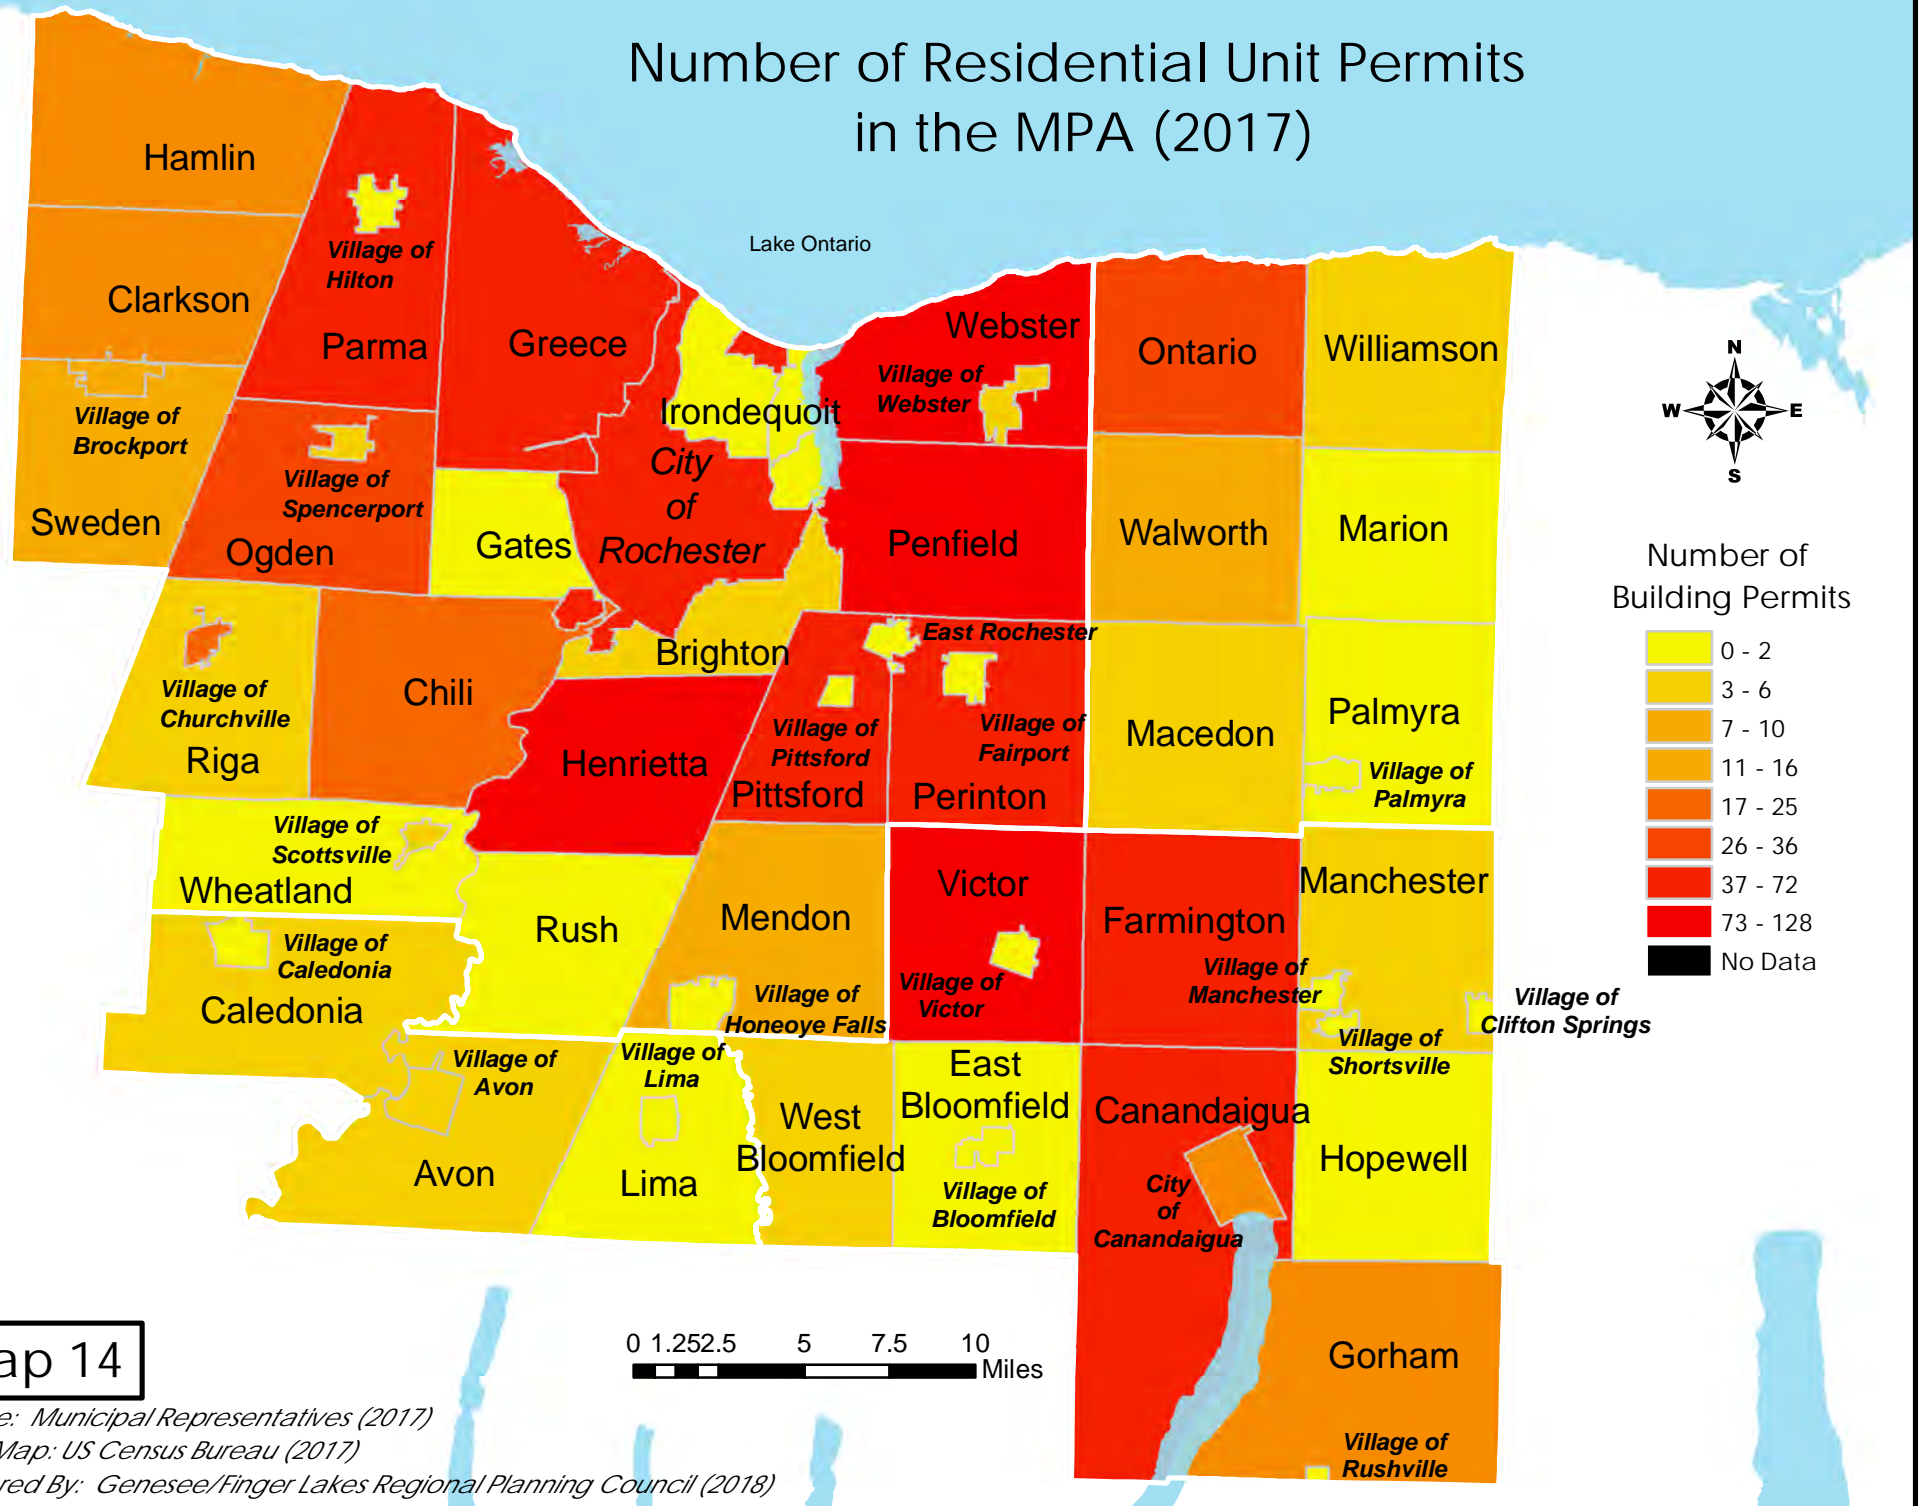 Number of Residential Unit Permits
in the MPA (2017)
Lake Ontario
Hamlin
Clarkson
Village of
Hilton
Parma
Greece
Webster
Village of
Webster
Ontario
Williamson
Irondequoit
Village of
Brockport
Sweden
Village of
Spencerport
Ogden
Gates
City
of
Rochester
Penfield
Walworth
Marion
Village of
Churchville
Riga
Chili
Brighton
East Rochester
Henrietta
Village of
Pittsford
Pittsford
Village of
Fairport
Perinton
Macedon
Palmyra
Village of
Palmyra
Village of
Scottsville
Wheatland
Rush
Mendon
Village of
Honeoye Falls
Victor
Village of
Victor
Farmington
Manchester
Village of
Manchester
Village of
Shortsville
Village of
Clifton Springs
Village of
Caledonia
Caledonia
Village of
Avon
Avon
Village of
Lima
Lima
West
Bloomfield
East
Bloomfield
Village of
Bloomfield
Canandaigua
City
of
Canandaigua
Hopewell
Gorham
Village of
Rushville
N
W
E
S
Number of
Building Permits
0 - 2
3 - 6
7 - 10
11 - 16
17 - 25
26 - 36
37 - 72
73 - 128
No Data
0 1.25 2.5 5 7.5 10
Miles
ap 14
e: Municipal Representatives (2017)
Map: US Census Bureau (2017)
red By: Genesee/Finger Lakes Regional Planning Council (2018)